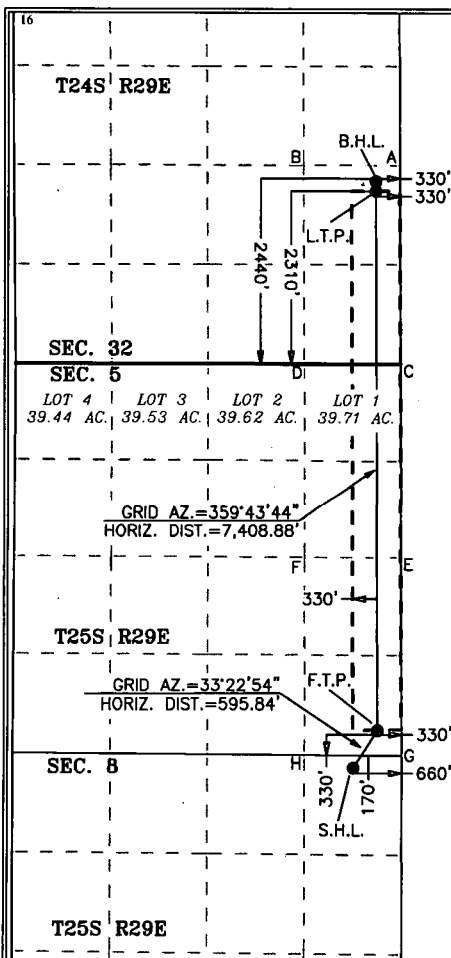 16
T24S R29E
B.H.L.
B
A
330'
330'
L.T.P.
2440'
2310'
SEC. 32
SEC. 5
D
C
LOT 4
39.44 AC.
LOT 3
39.53 AC.
LOT 2
39.62 AC.
LOT 1
39.71 AC.
GRID AZ.=359°43'44"
HORIZ. DIST.=7,408.88'
F
E
330'
T25S R29E
GRID AZ.=33°22'54"
HORIZ. DIST.=595.84'
F.T.P.
330'
SEC. 8
H
G
330'
170'
660'
S.H.L.
T25S R29E